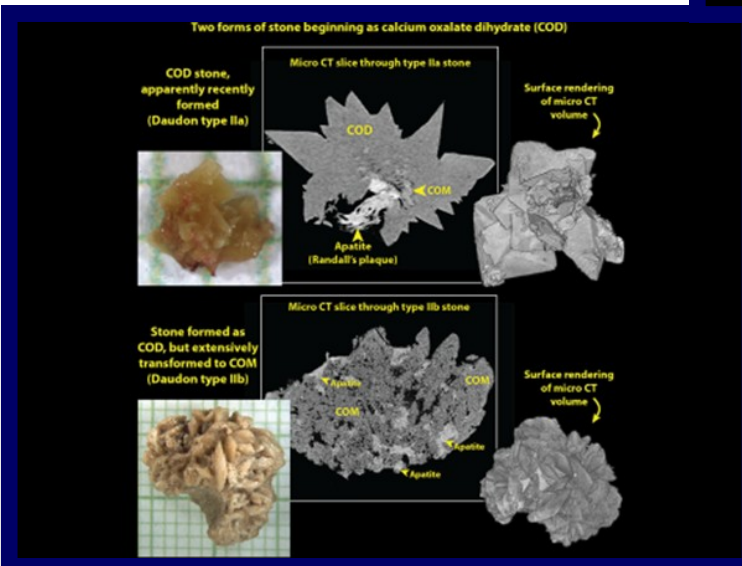 Two forms of stone beginning as calcium oxalate dihydrate (COD)
COD stone,
apparently recently
formed
(Daudon type IIa)
Micro CT slice through type IIa stone
COD
COM
Apatite
(Randall's plaque)
Surface rendering
of micro CT
volume
Stone formed as
COD, but extensively
transformed to COM
(Daudon type IIb)
Micro CT slice through type IIb stone
Apatite
COM
COM
Apatite
Apatite
Surface rendering
of micro CT
volume